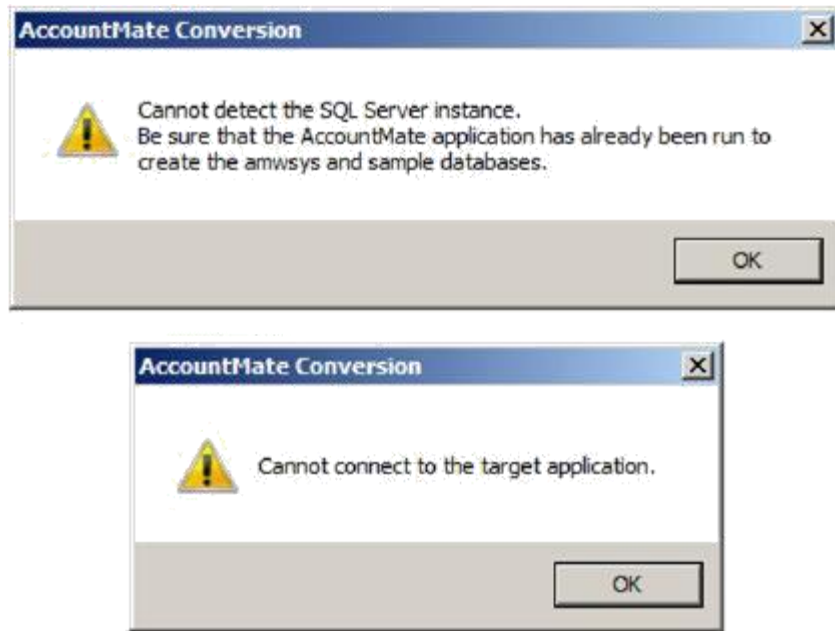 AccountMate Conversion
Cannot detect the SQL Server instance.
Be sure that the AccountMate application has already been run to
create the amwsys and sample databases.
OK
AccountMate Conversion
Cannot connect to the target application.
OK